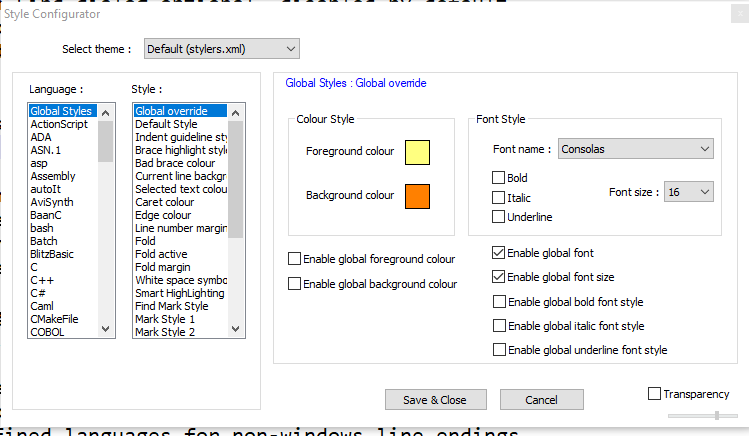 Style Configurator
Select theme : Default (stylers.xml)
Language : Style :
Global Styles
ActionScript
ADA
ASN.1
asp
Assembly
autoIt
AviSynth
BaanC
bash
Batch
BlitzBasic
C
C++
C#
Caml
CMakeFile
COBOL
Global override
Default Style
Indent guideline sty
Brace highlight style
Bad brace colour
Current line backgro
Selected text colou
Caret colour
Edge colour
Line number margin
Fold
Fold active
Fold margin
White space symbo
Smart HighLighting
Find Mark Style
Mark Style 1
Mark Style 2
Global Styles : Global override
Colour Style
Foreground colour
Background colour
Font Style
Font name : Consolas
Bold
Italic
Underline
Font size : 16
Enable global foreground colour
Enable global background colour
Enable global font
Enable global font size
Enable global bold font style
Enable global italic font style
Enable global underline font style
Save & Close
Cancel
Transparency
fined languages for non-windows line endings